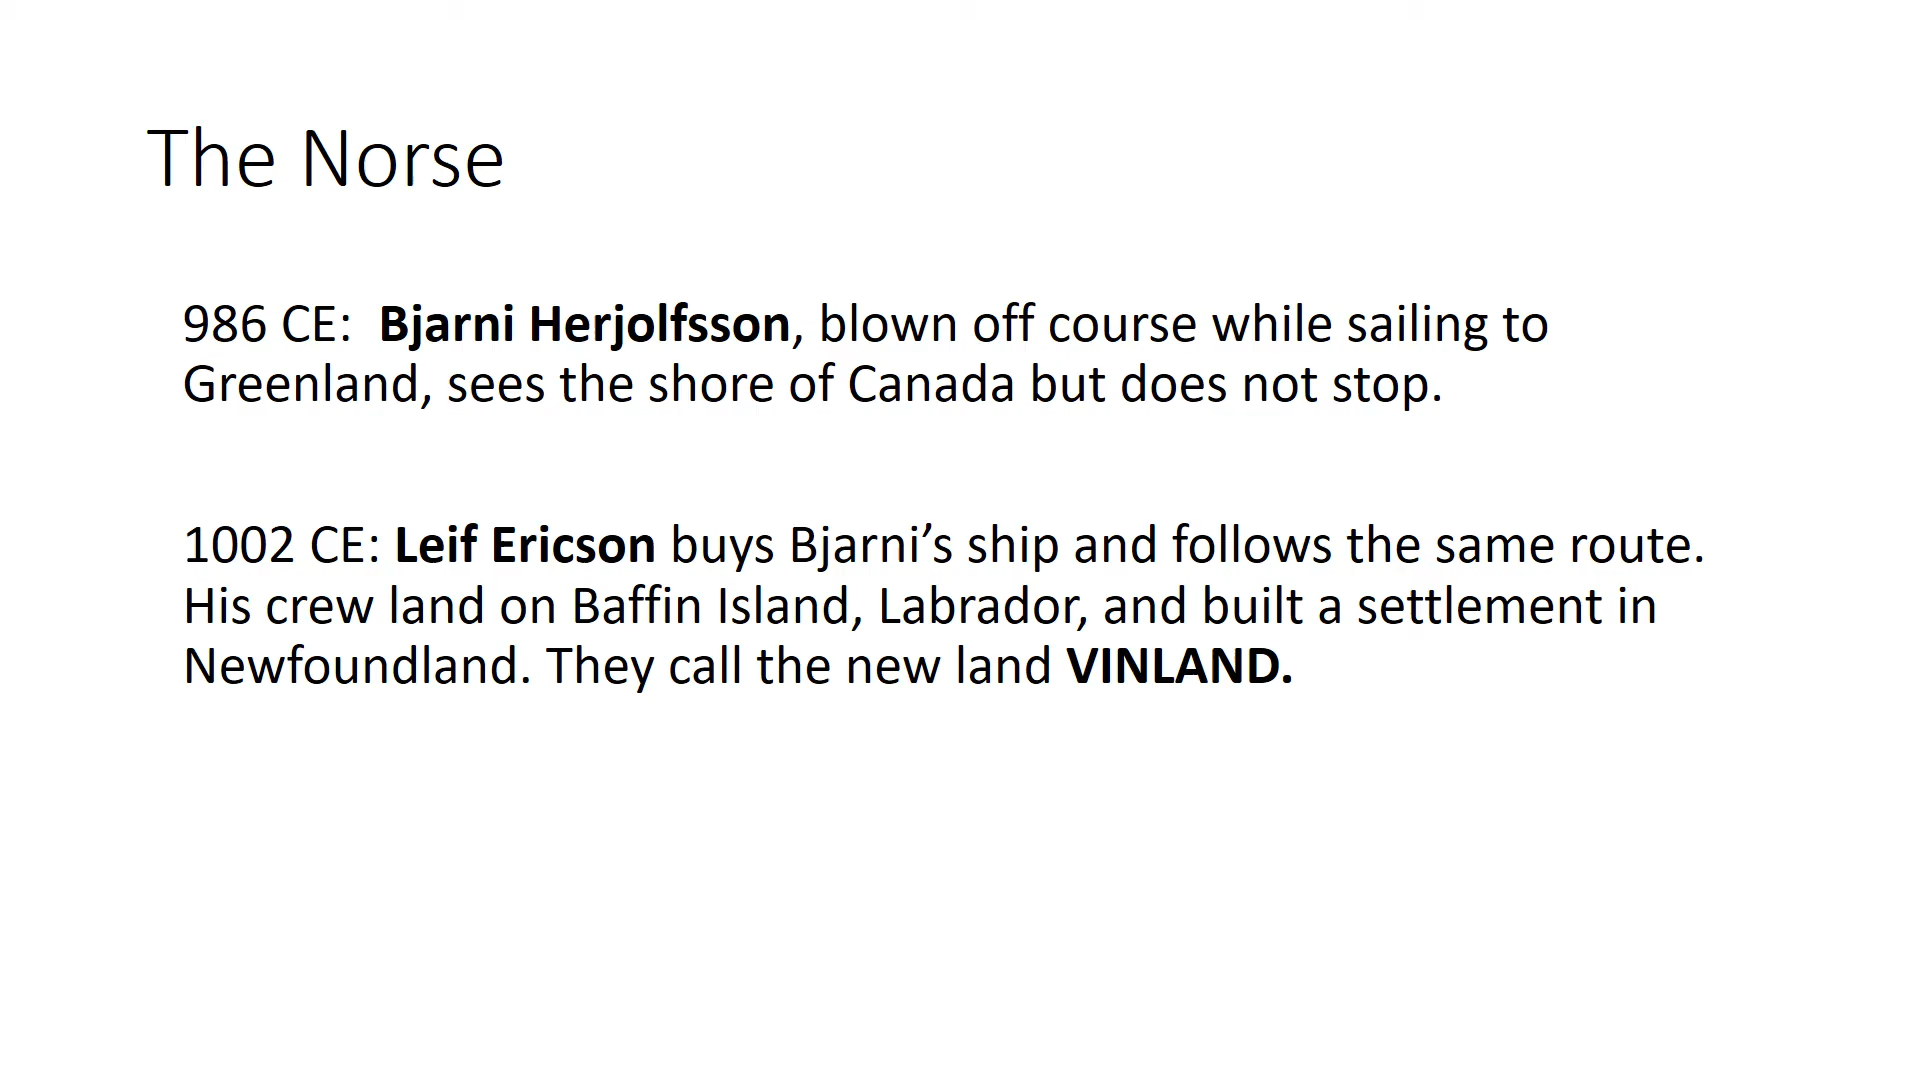 The Norse
986 CE:  Bjarni Herjolfsson, blown off course while sailing to
Greenland, sees the shore of Canada but does not stop.
1002 CE: Leif Ericson buys Bjarni’s ship and follows the same route.
His crew land on Baffin Island, Labrador, and built a settlement in
Newfoundland. They call the new land VINLAND.